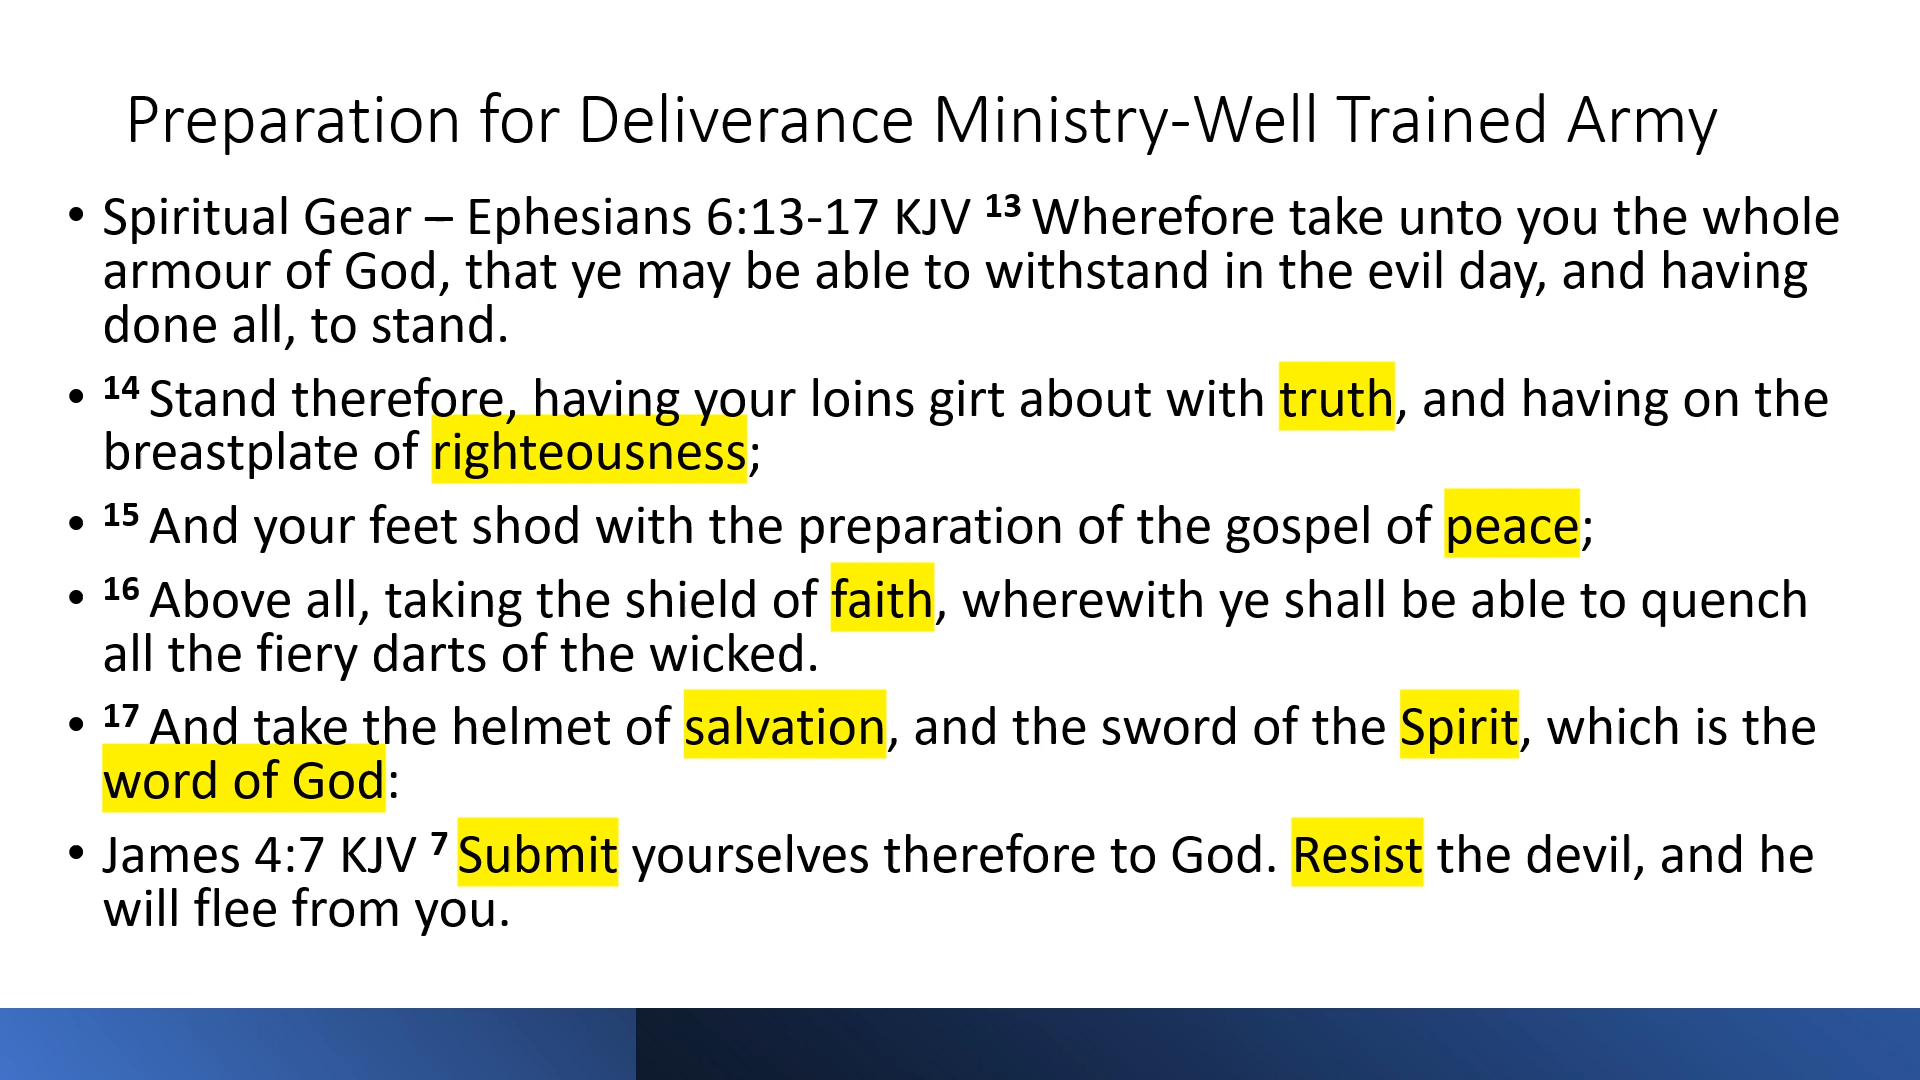 Preparation for Deliverance Ministry-Well Trained Army
• Spiritual Gear – Ephesians 6:13-17 KJV 13 Wherefore take unto you the whole
armour of God, that ye may be able to withstand in the evil day, and having
done all, to stand.
• 14 Stand therefore, having your loins girt about with truth, and having on the
breastplate of righteousness;
• 15 And your feet shod with the preparation of the gospel of peace;
• 16 Above all, taking the shield of faith, wherewith ye shall be able to quench
all the fiery darts of the wicked.
• 17 And take the helmet of salvation, and the sword of the Spirit, which is the
word of God:
• James 4:7 KJV 7 Submit yourselves therefore to God. Resist the devil, and he
will flee from you.